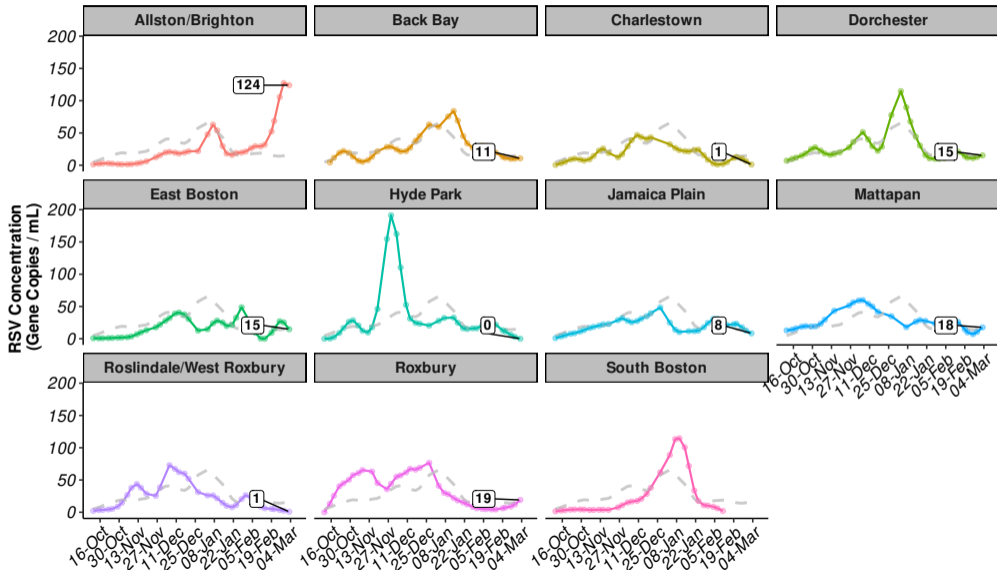 Allston/Brighton Back Bay Charlestown Dorchester
200
150
100
50
0
124
11
1
15
East Boston Hyde Park Jamaica Plain Mattapan
200
150
100
50
0
15
0
8
18
RSV Concentration
(Gene Copies / mL)
16-Oct 30-Oct 13-Nov 27-Nov 11-Dec 25-Dec 08-Jan 22-Jan 05-Feb 19-Feb 04-Mar
Roslindale/West Roxbury Roxbury South Boston
200
150
100
50
0
1
19
16-Oct 30-Oct 13-Nov 27-Nov 11-Dec 25-Dec 08-Jan 22-Jan 05-Feb 19-Feb 04-Mar
16-Oct 30-Oct 13-Nov 27-Nov 11-Dec 25-Dec 08-Jan 22-Jan 05-Feb 19-Feb 04-Mar
16-Oct 30-Oct 13-Nov 27-Nov 11-Dec 25-Dec 08-Jan 22-Jan 05-Feb 19-Feb 04-Mar